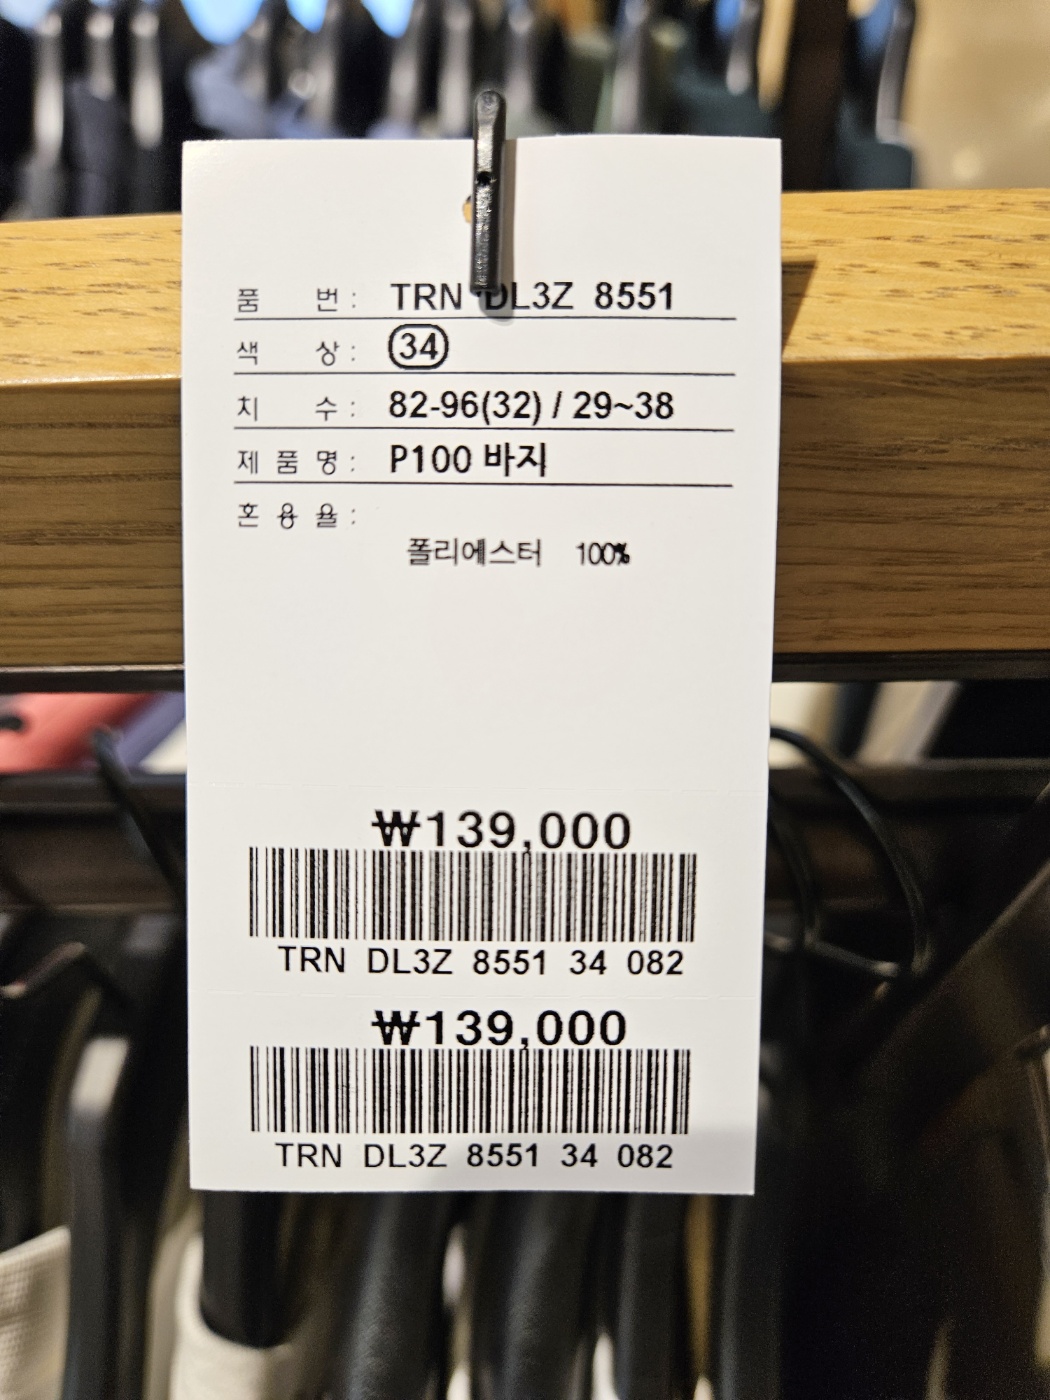 품 번 : TRN DL3Z 8551
색 상 : 34
치 수 : 82-96(32) / 29~38
제 품 명 : P100 바지
혼 용 율 :
폴리에스터 100%
₩139,000
TRN DL3Z 8551 34 082
₩139,000
TRN DL3Z 8551 34 082